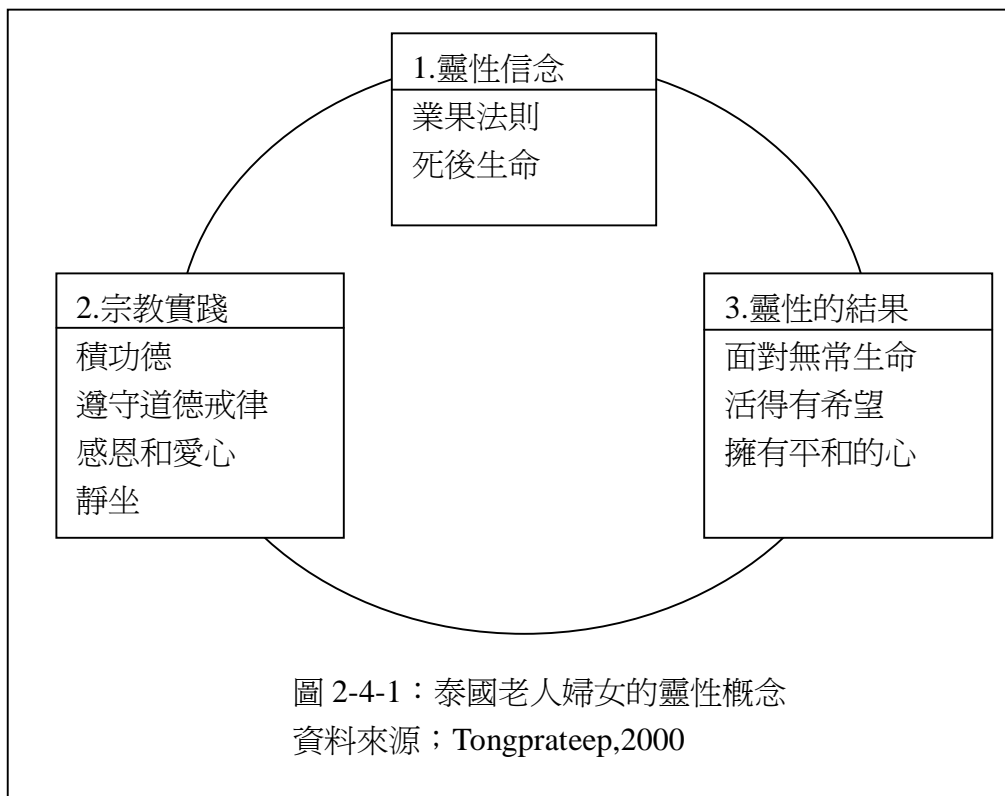 1.靈性信念
業果法則
死後生命
2.宗教實踐
積功德
遵守道德戒律
感恩和愛心
靜坐
3.靈性的結果
面對無常生命
活得有希望
擁有平和的心
圖 2-4-1：泰國老人婦女的靈性概念
資料來源；Tongprateep,2000